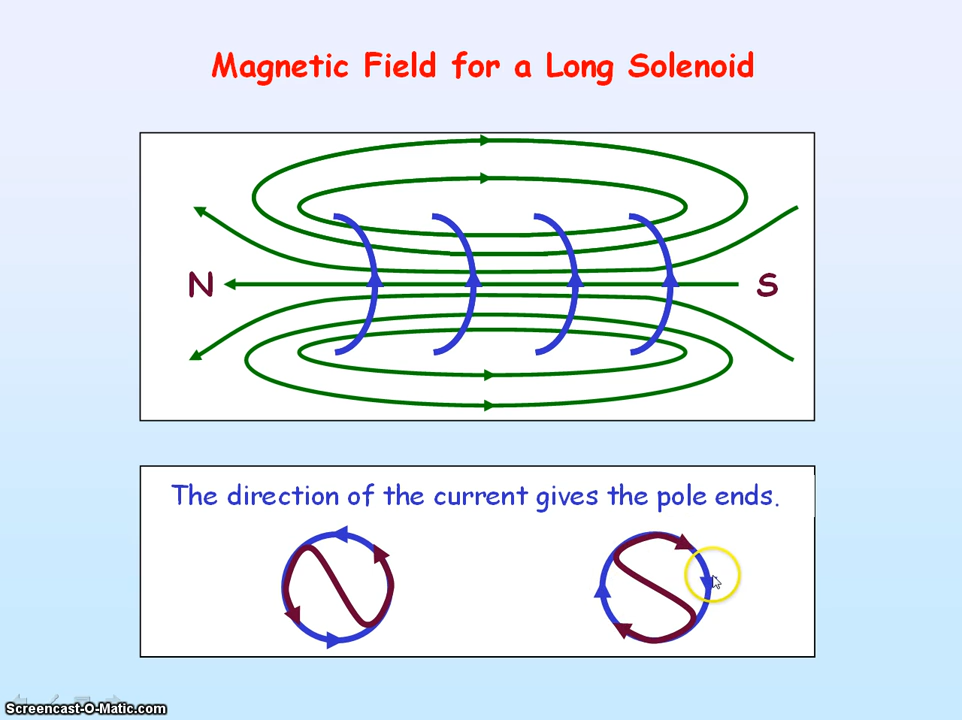 Magnetic Field for a Long Solenoid
N S
The direction of the current gives the pole ends.
N S
Screencast-O-Matic.com